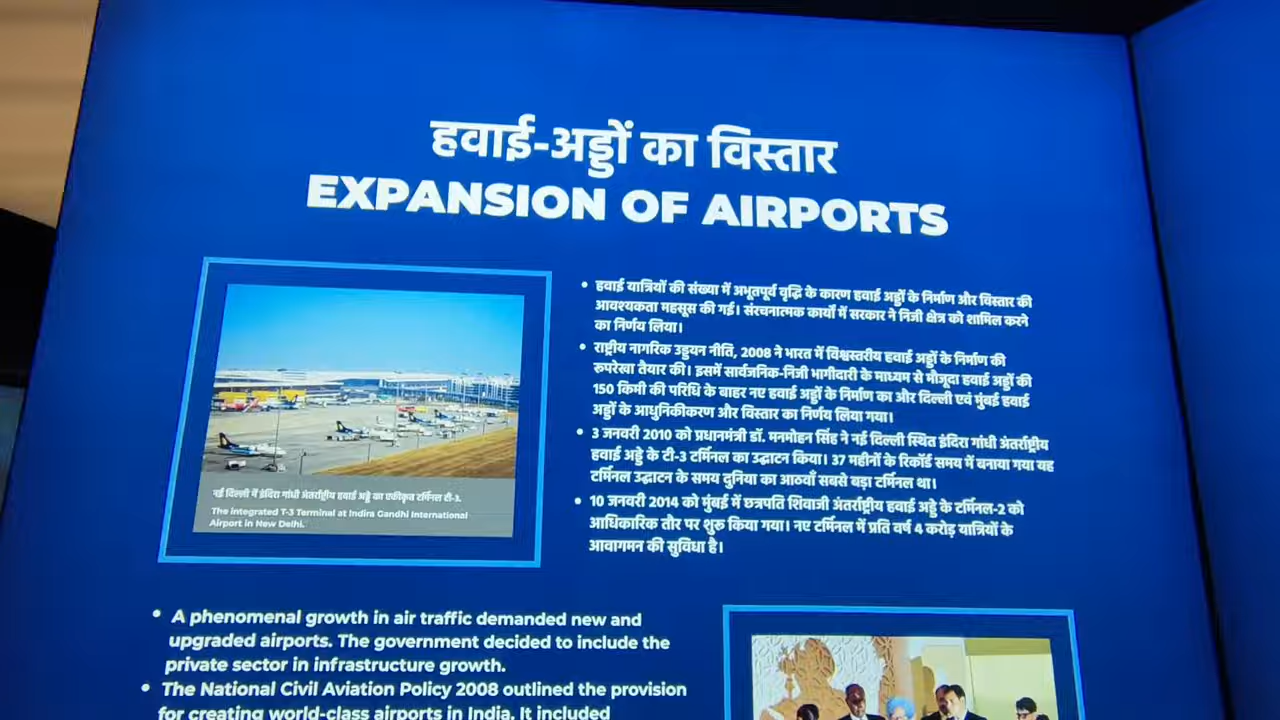 हवाई-अड्डों का विस्तार
EXPANSION OF AIRPORTS
नई दिल्ली में इंदिरा गांधी अंतर्राष्ट्रीय हवाई अड्डे का एकीकृत टर्मिनल टी-3.
The integrated T-3 Terminal at Indira Gandhi International
Airport in New Delhi.
• हवाई यात्रियों की संख्या में अभूतपूर्व वृद्धि के कारण हवाई अड्डों के निर्माण और विस्तार की
आवश्यकता महसूस की गई। संरचनात्मक कार्यों में सरकार ने निजी क्षेत्र को शामिल करने
का निर्णय लिया।
• राष्ट्रीय नागरिक उड्डयन नीति, 2008 ने भारत में विश्वस्तरीय हवाई अड्डों के निर्माण की
रूपरेखा तैयार की। इसमें सार्वजनिक-निजी भागीदारी के माध्यम से मौजूदा हवाई अड्डों की
150 किमी की परिधि के बाहर नए हवाई अड्डों के निर्माण का और दिल्ली एवं मुंबई हवाई
अड्डों के आधुनिकीकरण और विस्तार का निर्णय लिया गया।
• 3 जनवरी 2010 को प्रधानमंत्री डॉ. मनमोहन सिंह ने नई दिल्ली स्थित इंदिरा गांधी अंतर्राष्ट्रीय
हवाई अड्डे के टी-3 टर्मिनल का उद्घाटन किया। 37 महीनों के रिकॉर्ड समय में बनाया गया यह
टर्मिनल उद्घाटन के समय दुनिया का आठवाँ सबसे बड़ा टर्मिनल था।
• 10 जनवरी 2014 को मुंबई में छत्रपति शिवाजी अंतर्राष्ट्रीय हवाई अड्डे के टर्मिनल-2 को
आधिकारिक तौर पर शुरू किया गया। नए टर्मिनल में प्रति वर्ष 4 करोड़ यात्रियों के
आवागमन की सुविधा है।
• A phenomenal growth in air traffic demanded new and
upgraded airports. The government decided to include the
private sector in infrastructure growth.
• The National Civil Aviation Policy 2008 outlined the provision
for creating world-class airports in India. It included